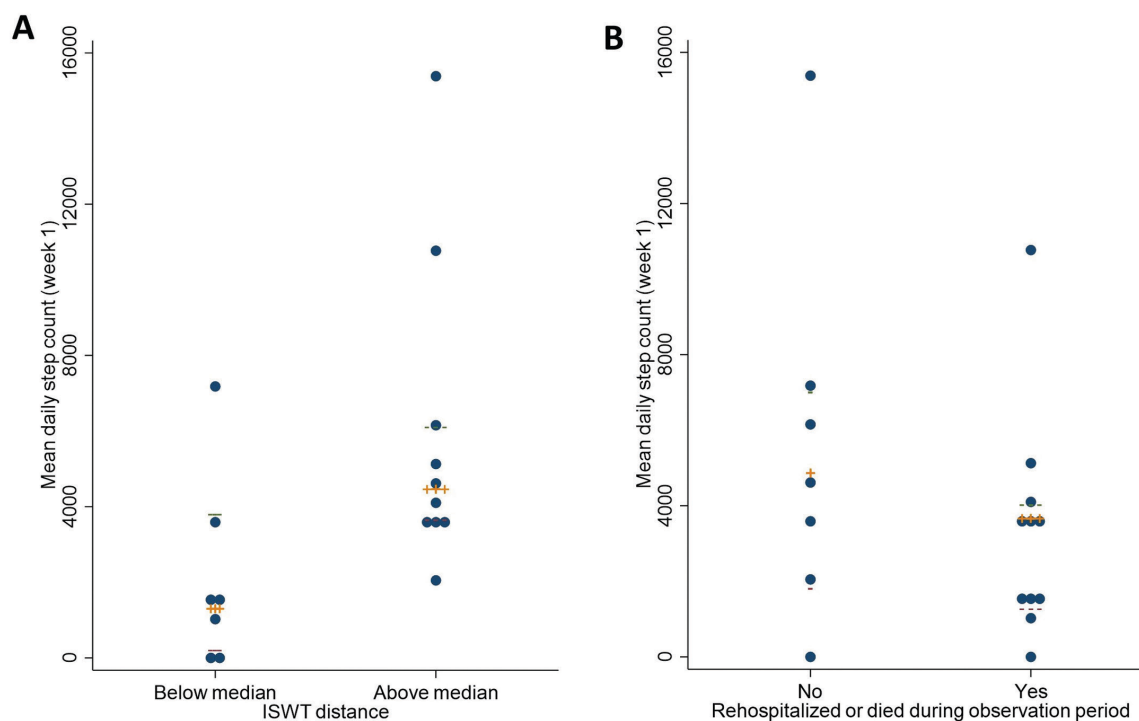 A
16000
12000
8000
4000
0
Mean daily step count (week 1)
Below median
Above median
ISWT distance
B
16000
12000
8000
4000
0
Mean daily step count (week 1)
No
Yes
Rehospitalized or died during observation period